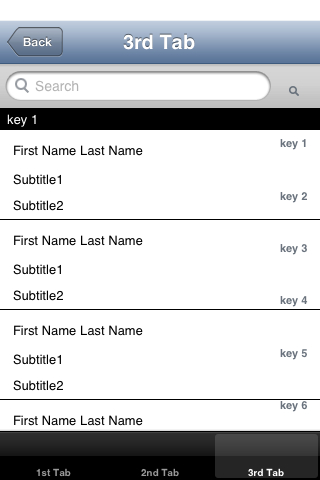 Back
3rd Tab
Search
key 1
First Name Last Name
key 1
Subtitle1
Subtitle2
key 2
First Name Last Name
key 3
Subtitle1
Subtitle2
key 4
First Name Last Name
Subtitle1
key 5
Subtitle2
key 6
First Name Last Name
1st Tab
2nd Tab
3rd Tab